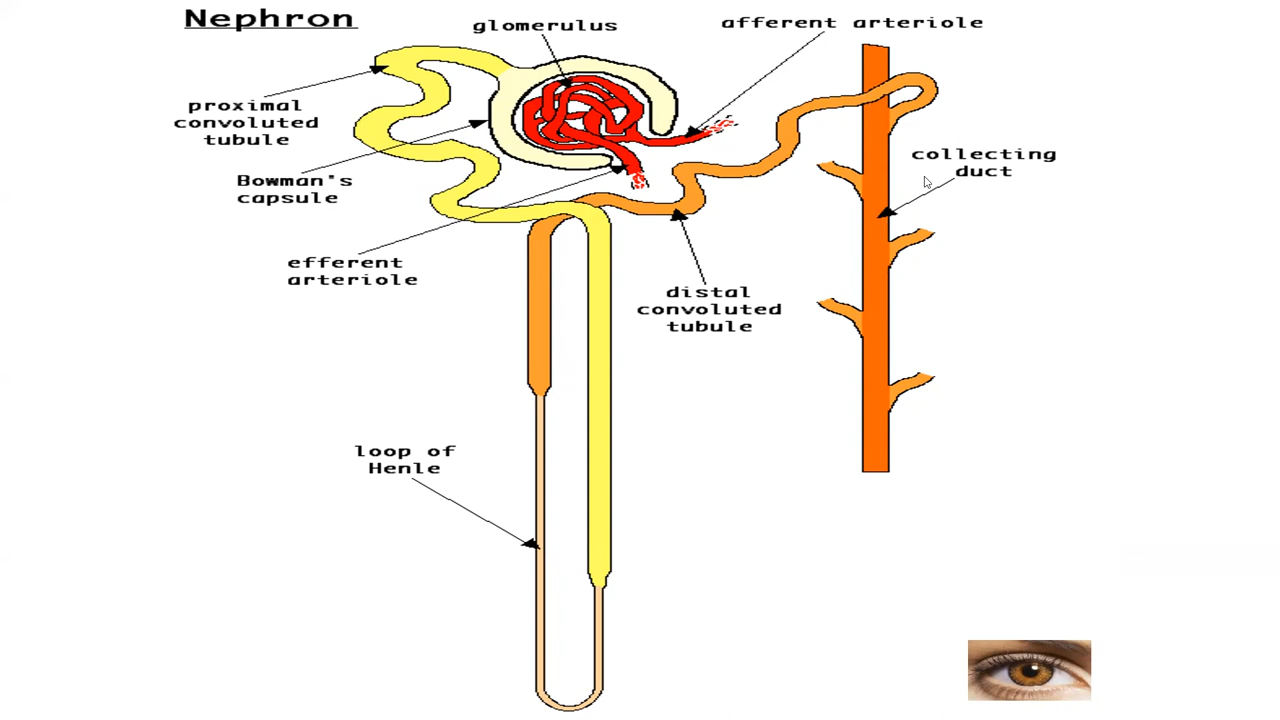 Nephron
glomerulus
afferent arteriole
proximal
convoluted
tubule
Bowman's
capsule
collecting
duct
efferent
arteriole
distal
convoluted
tubule
loop of
Henle